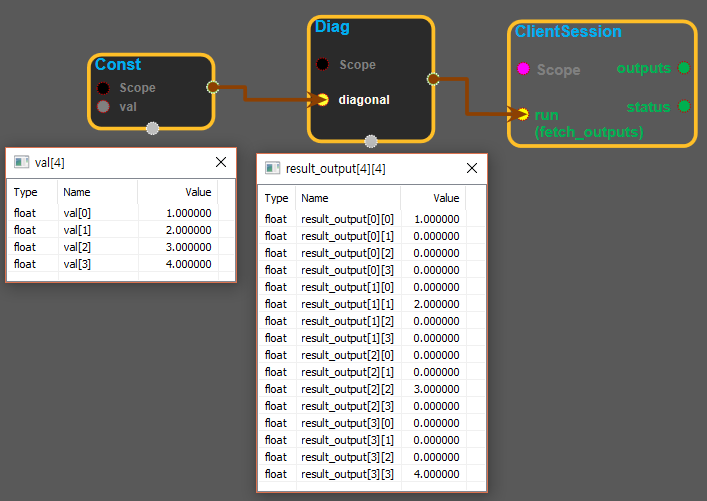 Const
Scope
val
Diag
Scope
diagonal
ClientSession
Scope
outputs
status
run
(fetch_outputs)
val[4]
Type Name Value
float val[0] 1.000000
float val[1] 2.000000
float val[2] 3.000000
float val[3] 4.000000
result_output[4][4]
Type Name Value
float result_output[0][0] 1.000000
float result_output[0][1] 0.000000
float result_output[0][2] 0.000000
float result_output[0][3] 0.000000
float result_output[1][0] 0.000000
float result_output[1][1] 2.000000
float result_output[1][2] 0.000000
float result_output[1][3] 0.000000
float result_output[2][0] 0.000000
float result_output[2][1] 0.000000
float result_output[2][2] 3.000000
float result_output[2][3] 0.000000
float result_output[3][0] 0.000000
float result_output[3][1] 0.000000
float result_output[3][2] 0.000000
float result_output[3][3] 4.000000